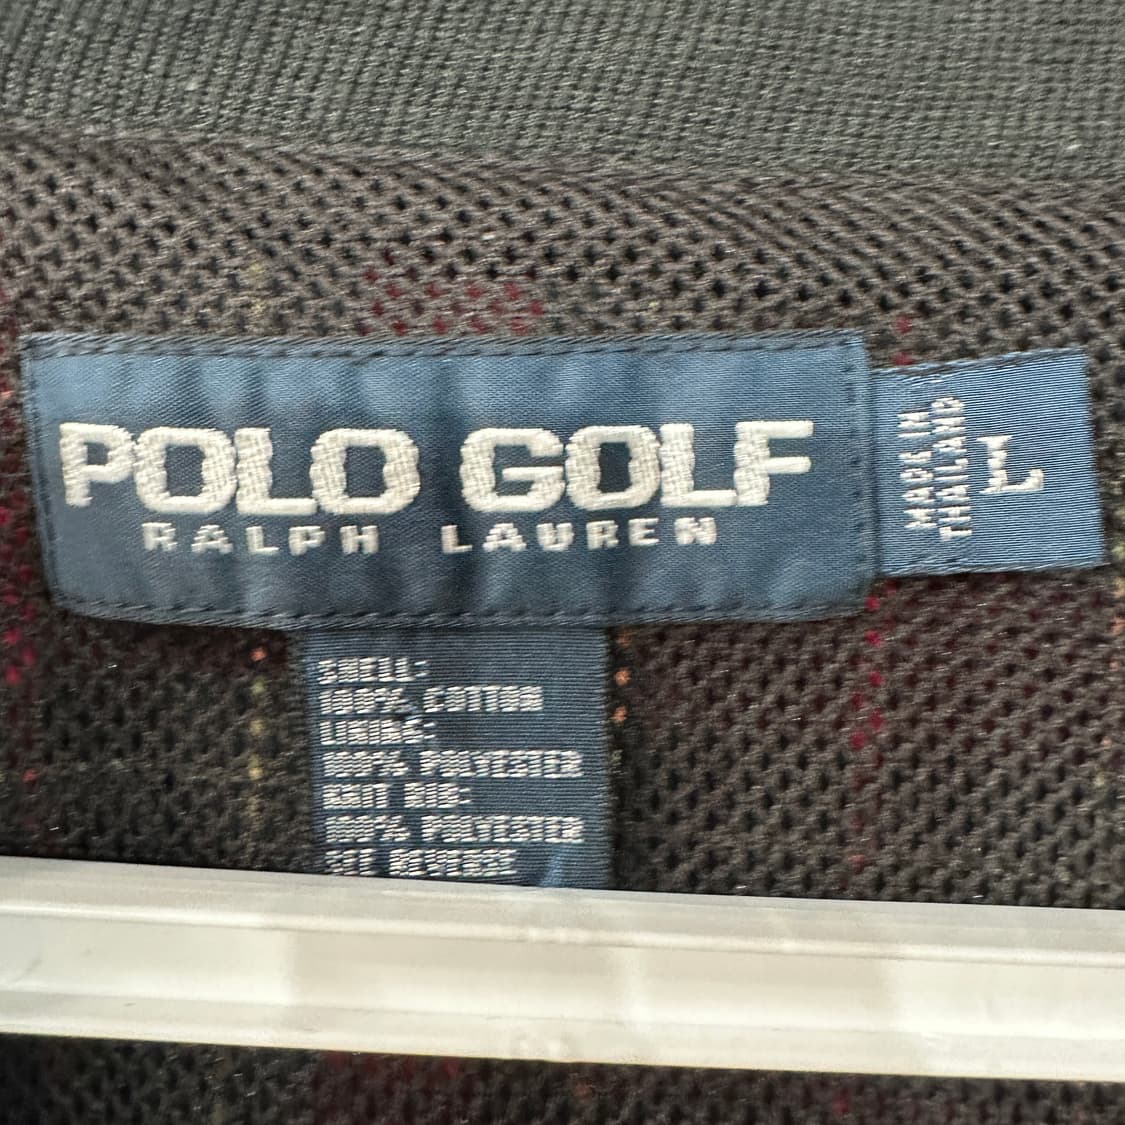 POLO GOLF
RALPH LAUREN
MADE IN
THAILAND
L
SHELL:
100% COTTON
LINING:
100% POLYESTER
KNIT RIB:
100% POLYESTER
SEE REVERSE